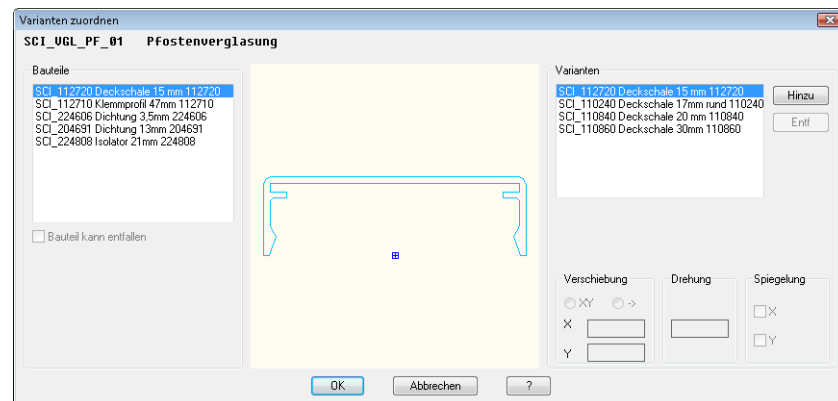 Varianten zuordnen
SCI_VGL_PF_01 Pfostenverglasung
Bauteile
SCI_112720 Deckschale 15 mm 112720
SCI_112710 Klemmprofil 47mm 112710
SCI_224606 Dichtung 3,5mm 224606
SCI_204691 Dichtung 13mm 204691
SCI_224808 Isolator 21mm 224808
Bauteil kann entfallen
Varianten
SCI_112720 Deckschale 15 mm 112720
SCI_110240 Deckschale 17mm rund 110240
SCI_110840 Deckschale 20 mm 110840
SCI_110860 Deckschale 30mm 110860
Hinzu
Entf
Verschiebung
XY ->
X
Y
Drehung
Spiegelung
X
Y
OK Abbrechen ?